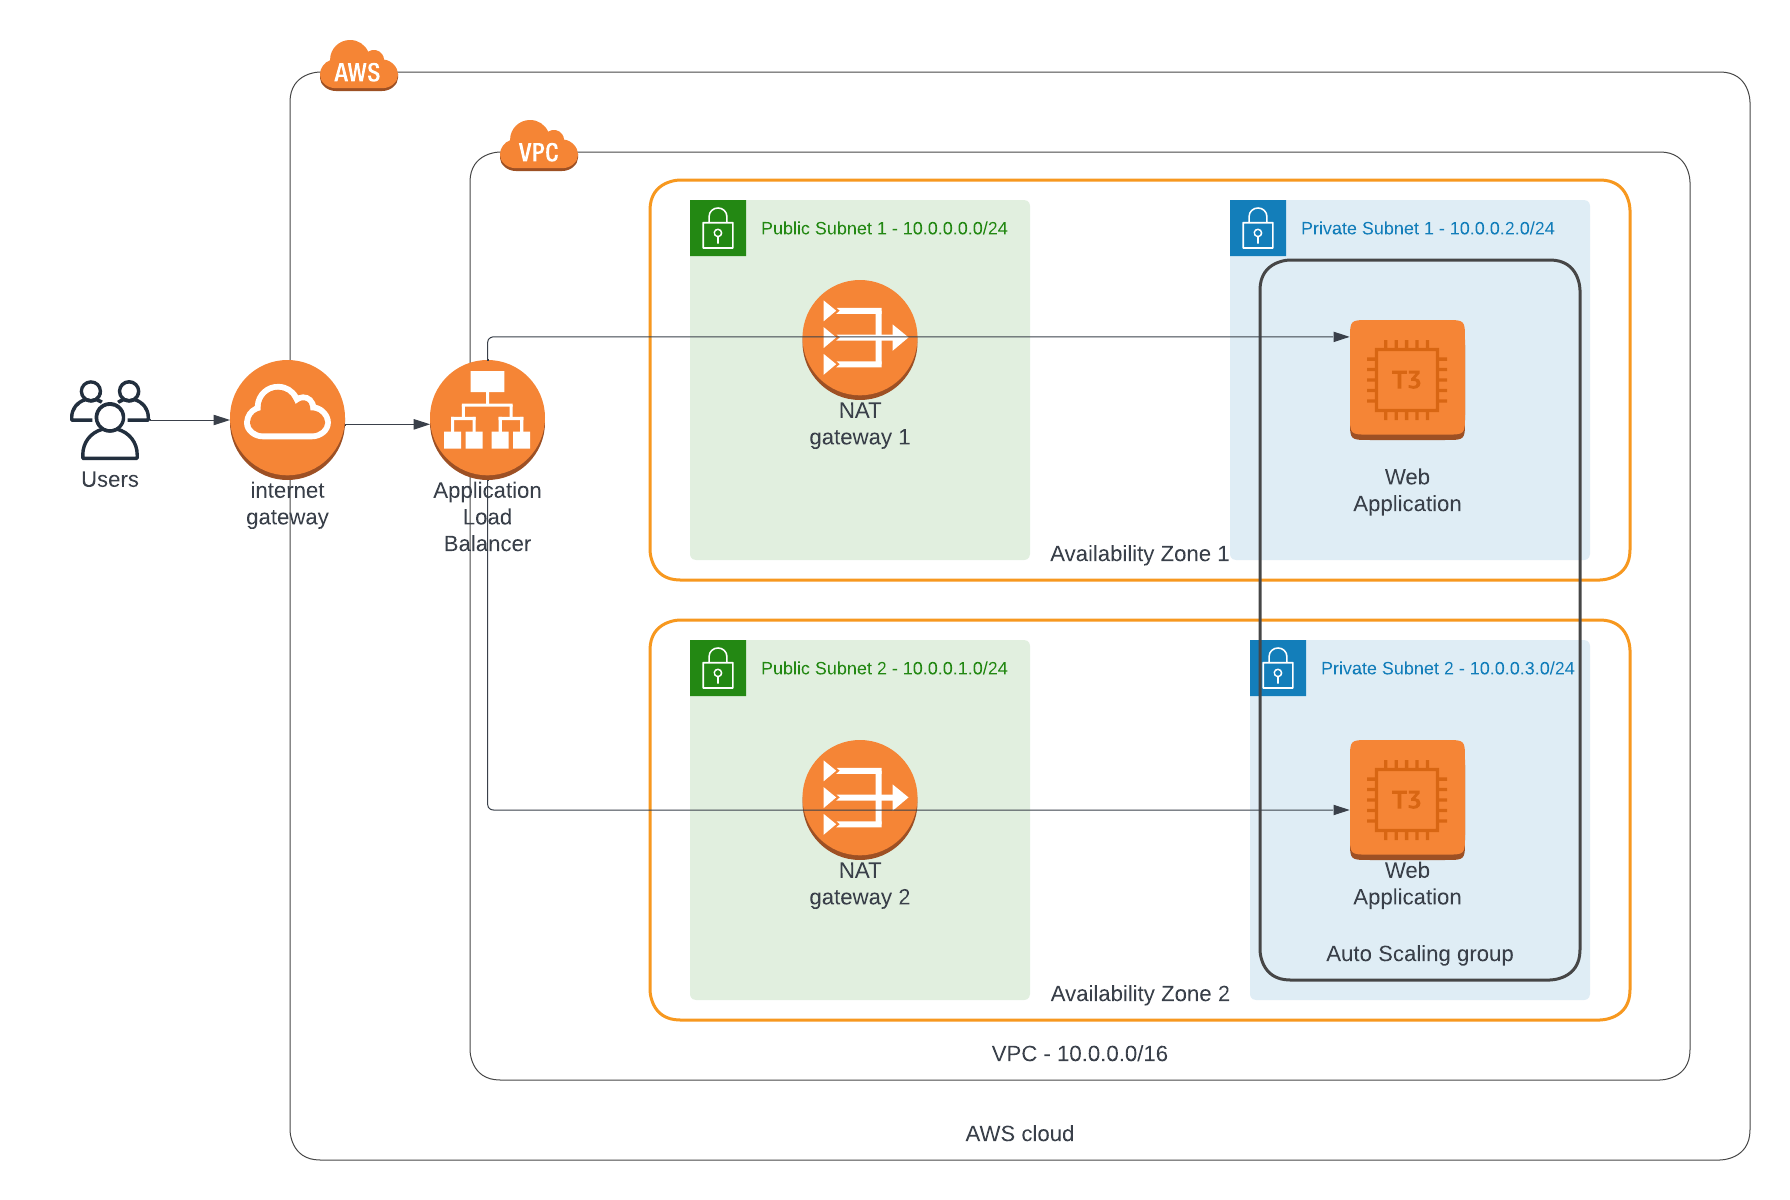 AWS
VPC
Public Subnet 1 - 10.0.0.0.0/24
Private Subnet 1 - 10.0.0.2.0/24
T3
NAT
gateway 1
Web
Application
Users
internet
gateway
Application
Load
Balancer
Availability Zone 1
Public Subnet 2 - 10.0.0.1.0/24
Private Subnet 2 - 10.0.0.3.0/24
T3
NAT
gateway 2
Web
Application
Auto Scaling group
Availability Zone 2
VPC - 10.0.0.0/16
AWS cloud